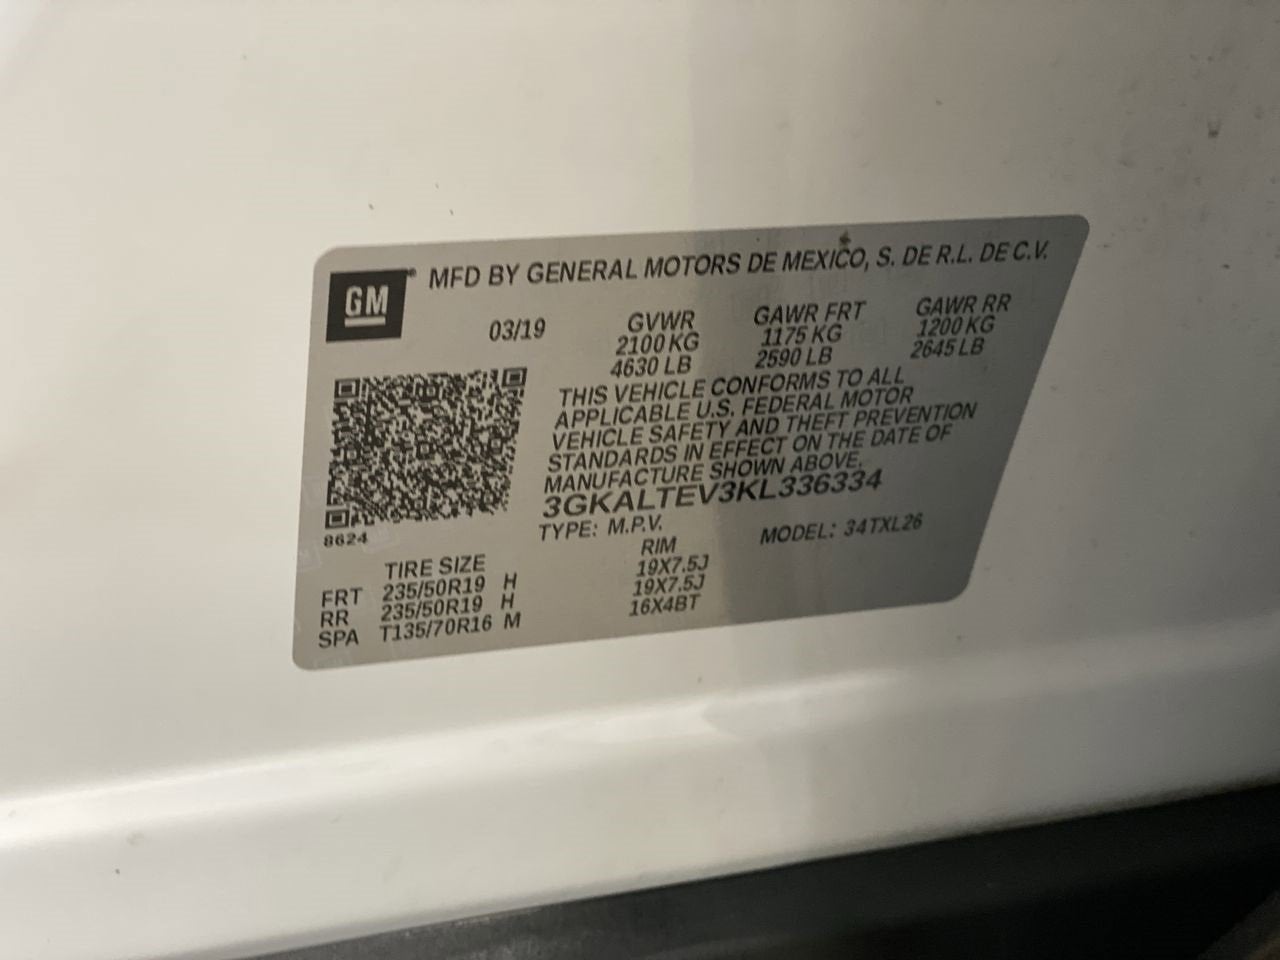 GM
MFD BY GENERAL MOTORS DE MEXICO, S. DE R.L. DE C.V.
03/19 GVWR GAWR FRT GAWR RR
2100 KG 1175 KG 1200 KG
4630 LB 2590 LB 2645 LB
THIS VEHICLE CONFORMS TO ALL
APPLICABLE U.S. FEDERAL MOTOR
VEHICLE SAFETY AND THEFT PREVENTION
STANDARDS IN EFFECT ON THE DATE OF
MANUFACTURE SHOWN ABOVE.
3GKALTEV3KL336334
8624
TYPE: M.P.V. MODEL: 34TXL26
TIRE SIZE RIM
FRT 235/50R19 H 19X7.5J
RR 235/50R19 H 19X7.5J
SPA T135/70R16 M 16X4BT